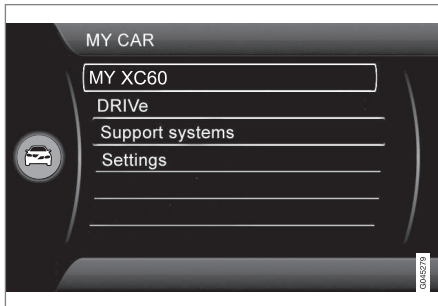 MY CAR
MY XC60
DRIVe
Support systems
Settings
G045279